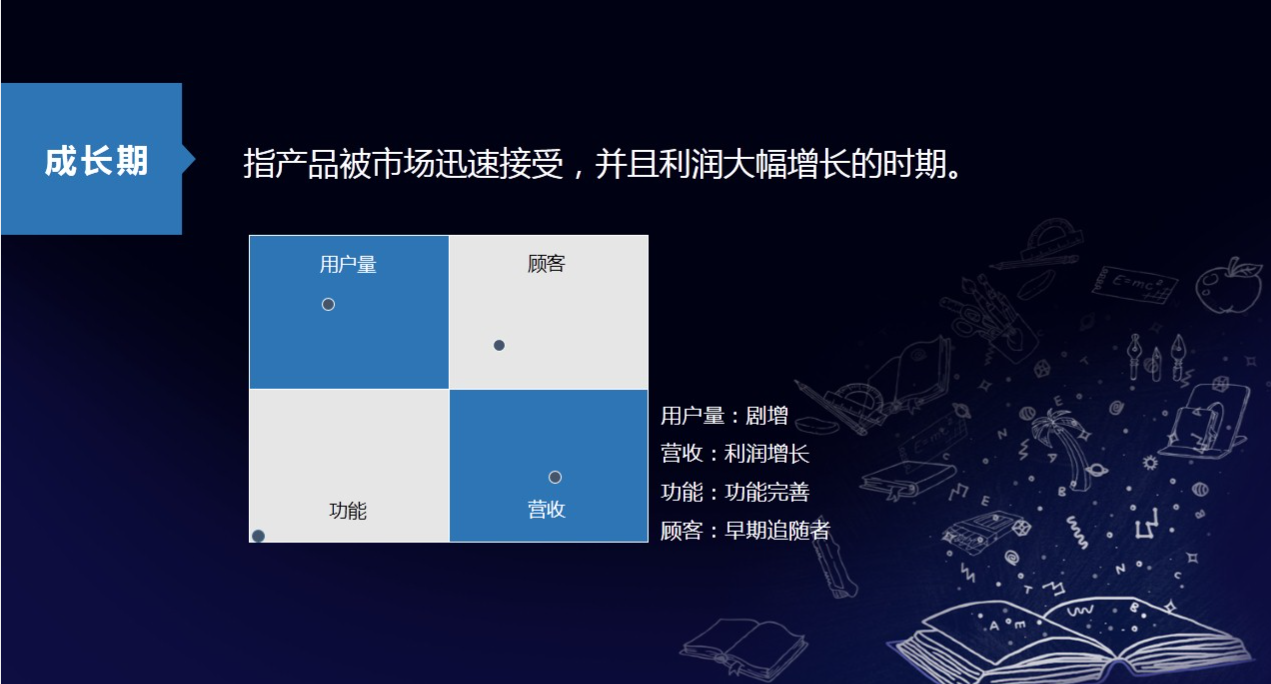 成长期
指产品被市场迅速接受，并且利润大幅增长的时期。
用户量
顾客
功能
营收
用户量：剧增
营收：利润增长
功能：功能完善
顾客：早期追随者
E=mc²